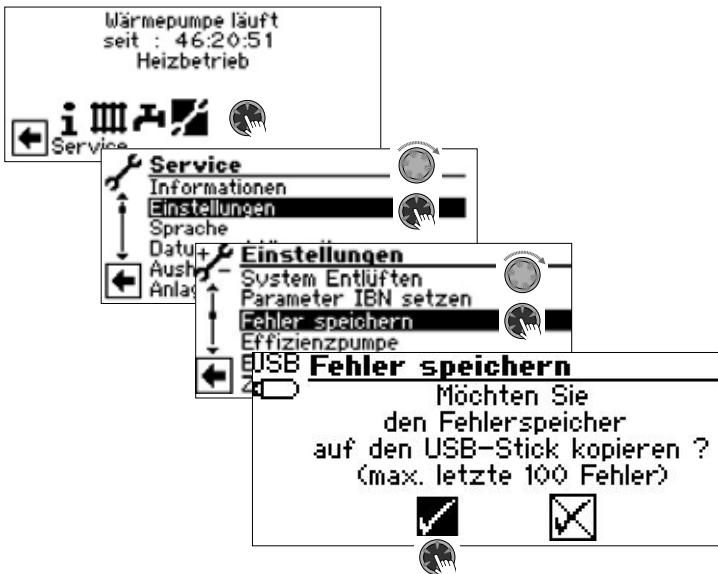 Wärmepumpe läuft
seit : 46:20:51
Heizbetrieb
Service
Service
Informationen
Einstellungen
Sprache
Einstellungen
System Entlüften
Parameter IBN setzen
Fehler speichern
Effizienzpumpe
USB Fehler speichern
Möchten Sie
den Fehlerspeicher
auf den USB-Stick kopieren ?
(max. letzte 100 Fehler)